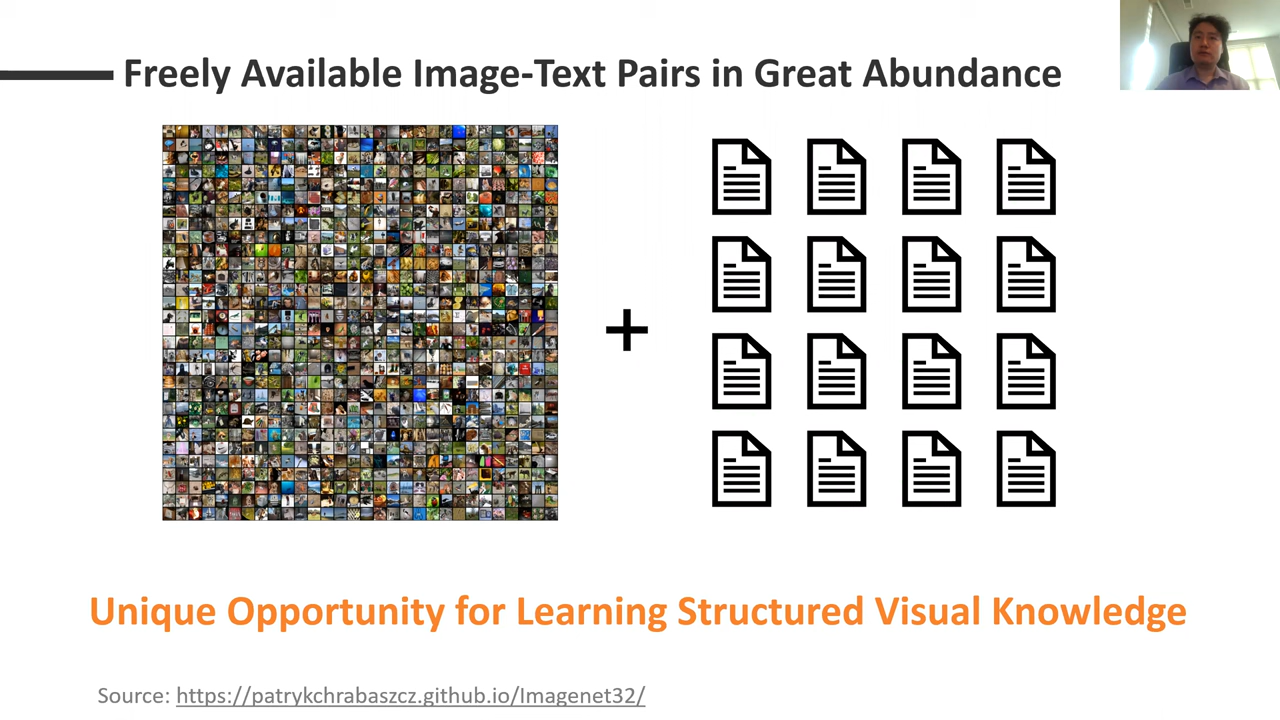 Freely Available Image-Text Pairs in Great Abundance
+
Unique Opportunity for Learning Structured Visual Knowledge
Source: https://patrykchrabaszcz.github.io/Imagenet32/